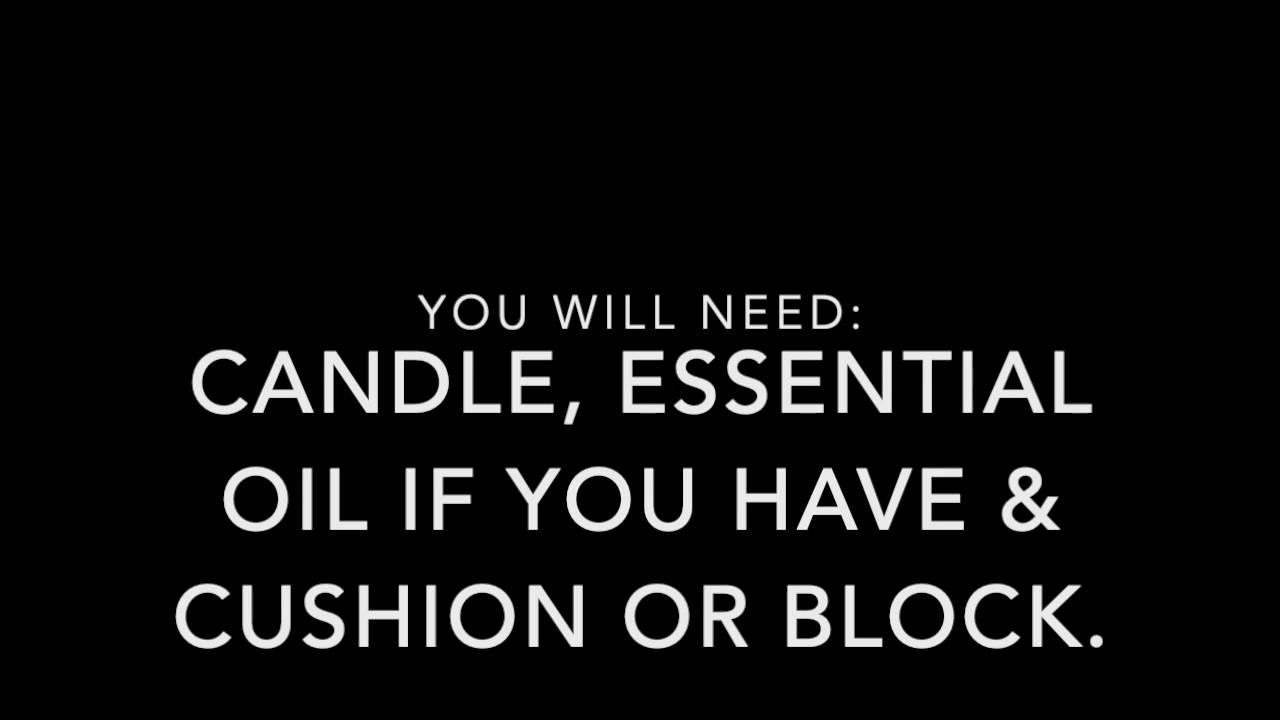 YOU WILL NEED:
CANDLE, ESSENTIAL
OIL IF YOU HAVE &
CUSHION OR BLOCK.